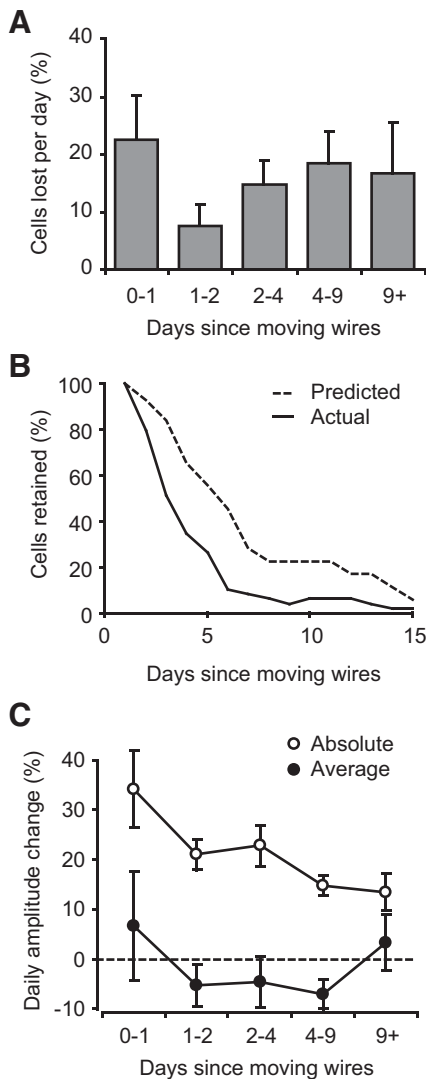 A
Cells lost per day (%)
40
30
20
10
0
0-1 1-2 2-4 4-9 9+
Days since moving wires
B
Cells retained (%)
100
80
60
40
20
0
Predicted
Actual
0 5 10 15
Days since moving wires
C
Daily amplitude change (%)
40
30
20
10
0
-10
Absolute
Average
0-1 1-2 2-4 4-9 9+
Days since moving wires